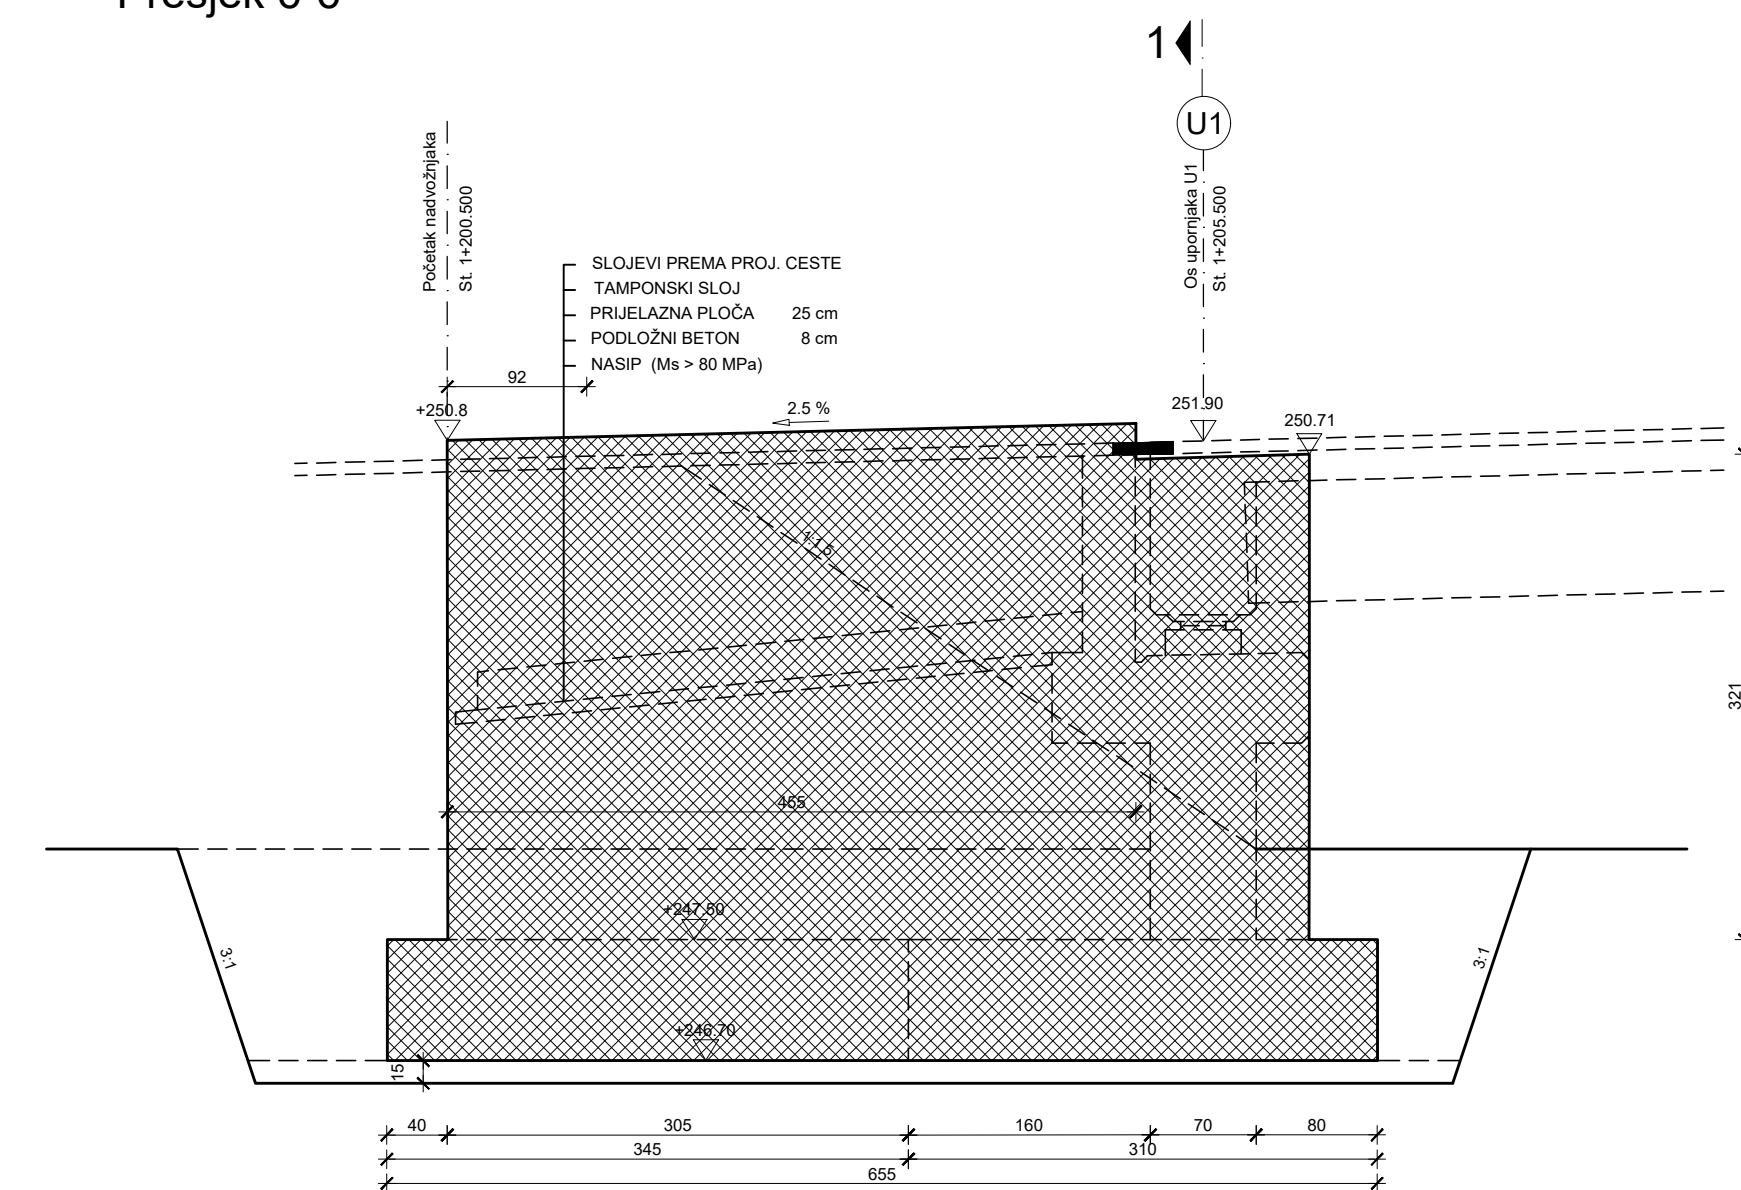 1
U1
Početak nadvožnjaka
St. 1+200.500
Os upornjaka U1
St. 1+205.500
SLOJEVI PREMA PROJ. CESTE
TAMPONSKI SLOJ
PRIJELAZNA PLOČA 25 cm
PODLOŽNI BETON 8 cm
NASIP (Ms > 80 MPa)
92
+250.8
2.5 %
251.90
250.71
1:1.5
321
455
+247.50
3:1
3:1
+246.70
15
40 305 160 70 80
345 310
655